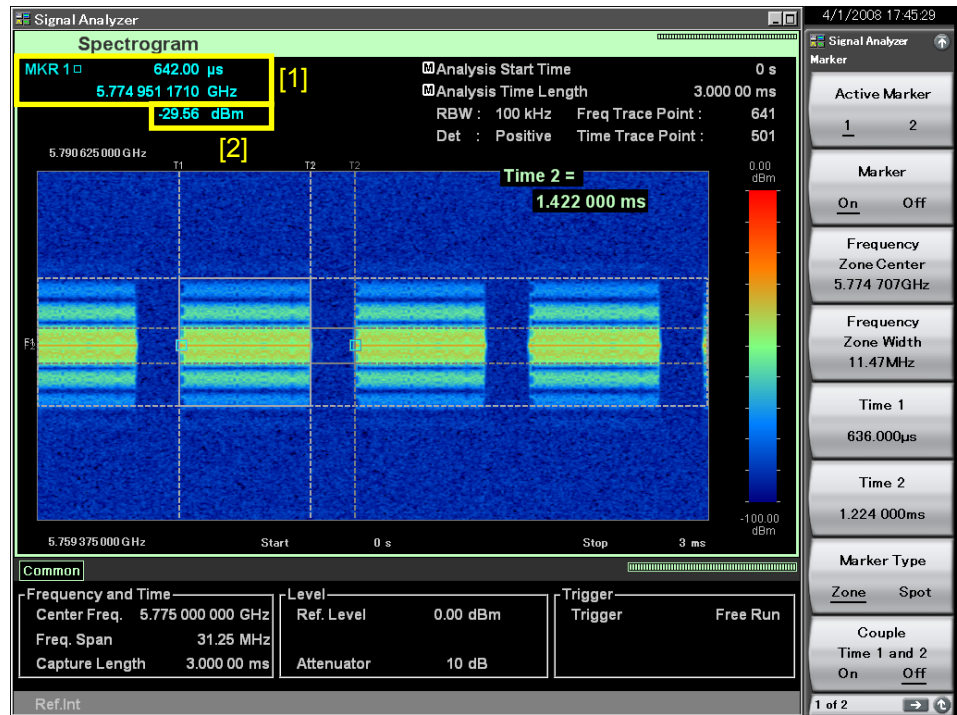 Signal Analyzer
4/1/2008 17:45:29
Spectrogram
MKR 1 642.00 µs
5.774 951 1710 GHz
-29.56 dBm
[1]
[2]
M Analysis Start Time 0 s
M Analysis Time Length 3.000 00 ms
RBW : 100 kHz Freq Trace Point : 641
Det : Positive Time Trace Point : 501
5.790 625 000 GHz
T1 T2 T2
Time 2 =
1.422 000 ms
0.00
dBm
-100.00
dBm
5.759 375 000 GHz Start 0 s Stop 3 ms
Common
Frequency and Time
Center Freq. 5.775 000 000 GHz
Freq. Span 31.25 MHz
Capture Length 3.000 00 ms
Level
Ref. Level 0.00 dBm
Attenuator 10 dB
Trigger
Trigger Free Run
Ref.Int
Signal Analyzer
Marker
Active Marker
1 2
Marker
On Off
Frequency
Zone Center
5.774 707GHz
Frequency
Zone Width
11.47MHz
Time 1
636.000µs
Time 2
1.224 000ms
Marker Type
Zone Spot
Couple
Time 1 and 2
On Off
1 of 2